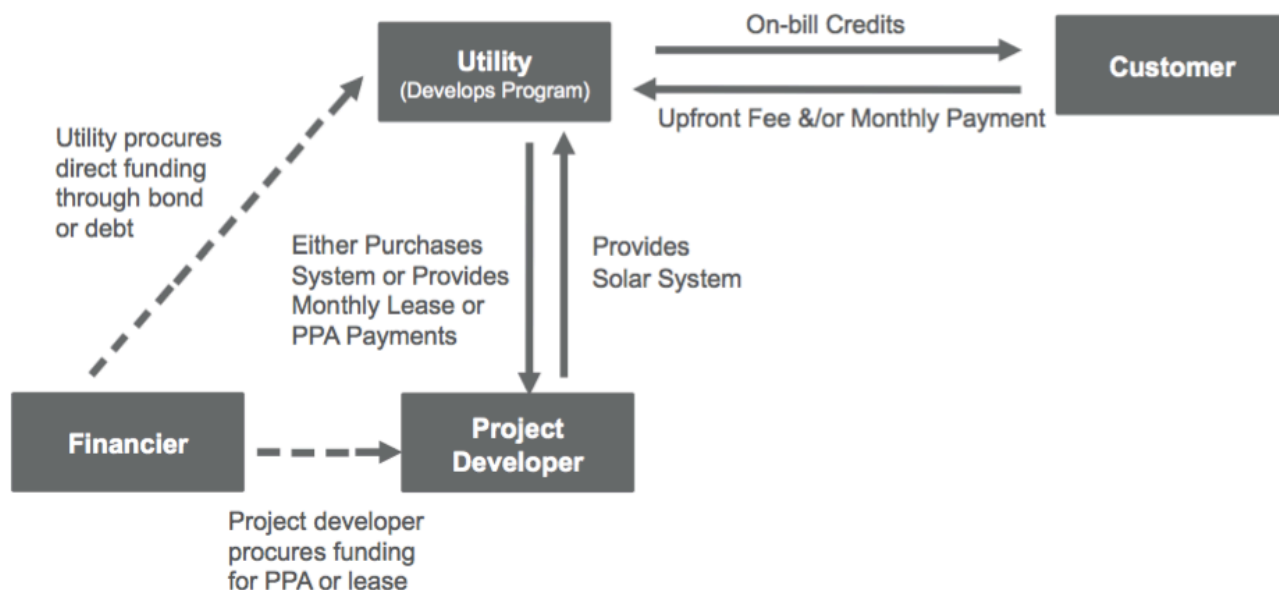 On-bill Credits
Utility
(Develops Program)
Customer
Upfront Fee &/or Monthly Payment
Utility procures
direct funding
through bond
or debt
Either Purchases
System or Provides
Monthly Lease or
PPA Payments
Provides
Solar System
Financier
Project
Developer
Project developer
procures funding
for PPA or lease